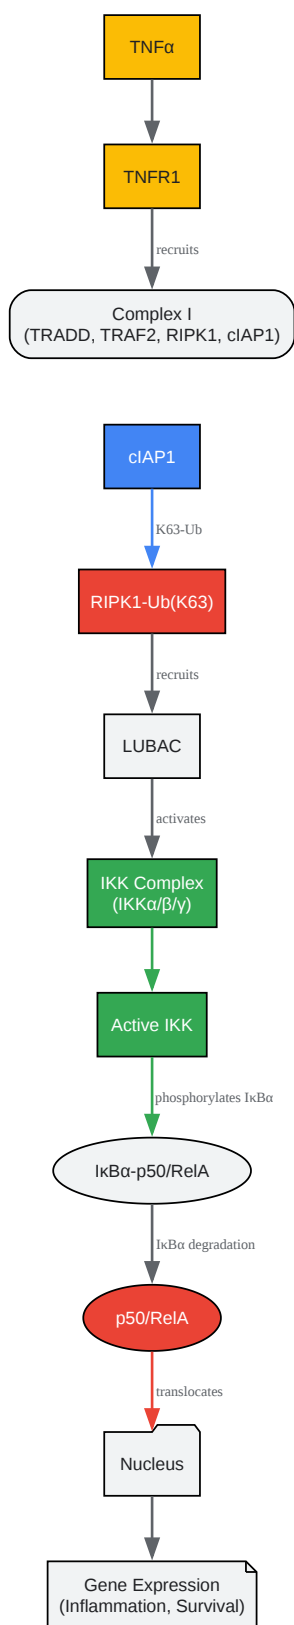 TNFα
TNFR1
recruits
Complex I
(TRADD, TRAF2, RIPK1, cIAP1)
cIAP1
K63-Ub
RIPK1-Ub(K63)
recruits
LUBAC
activates
IKK Complex
(IKKα/β/γ)
Active IKK
phosphorylates IκBα
IκBα-p50/RelA
IκBα degradation
p50/RelA
translocates
Nucleus
Gene Expression
(Inflammation, Survival)